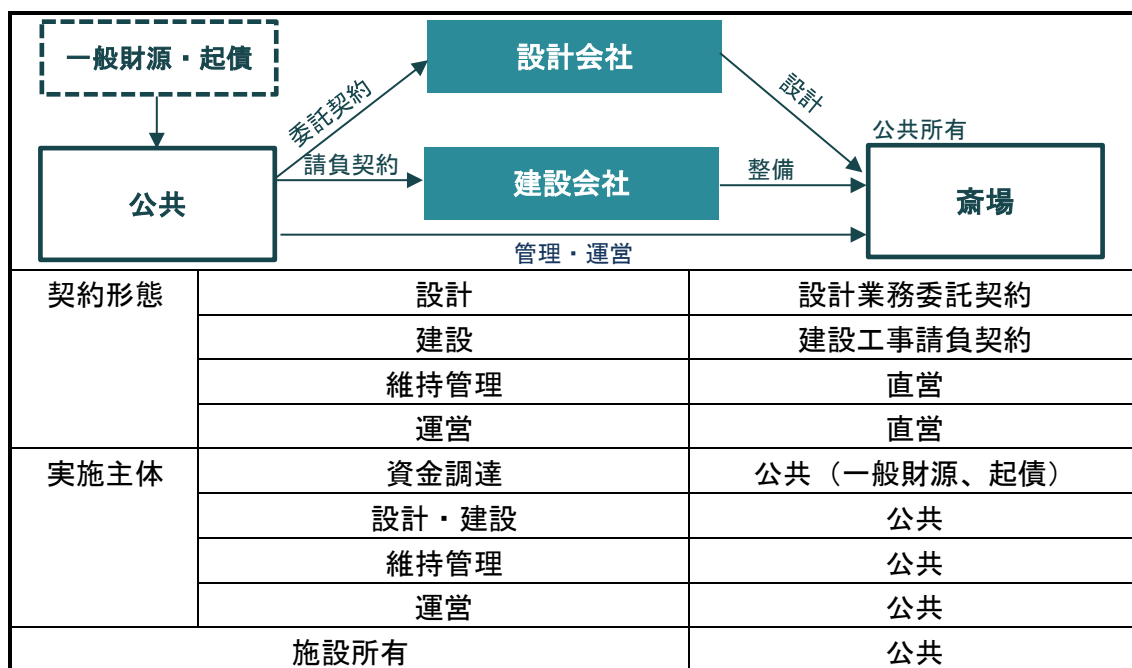 一般財源・起債
設計会社
委託契約
設計
公共所有
請負契約
建設会社
整備
公共
斎場
管理・運営
契約形態 設計 設計業務委託契約
建設 建設工事請負契約
維持管理 直営
運営 直営
実施主体 資金調達 公共（一般財源、起債）
設計・建設 公共
維持管理 公共
運営 公共
施設所有 公共